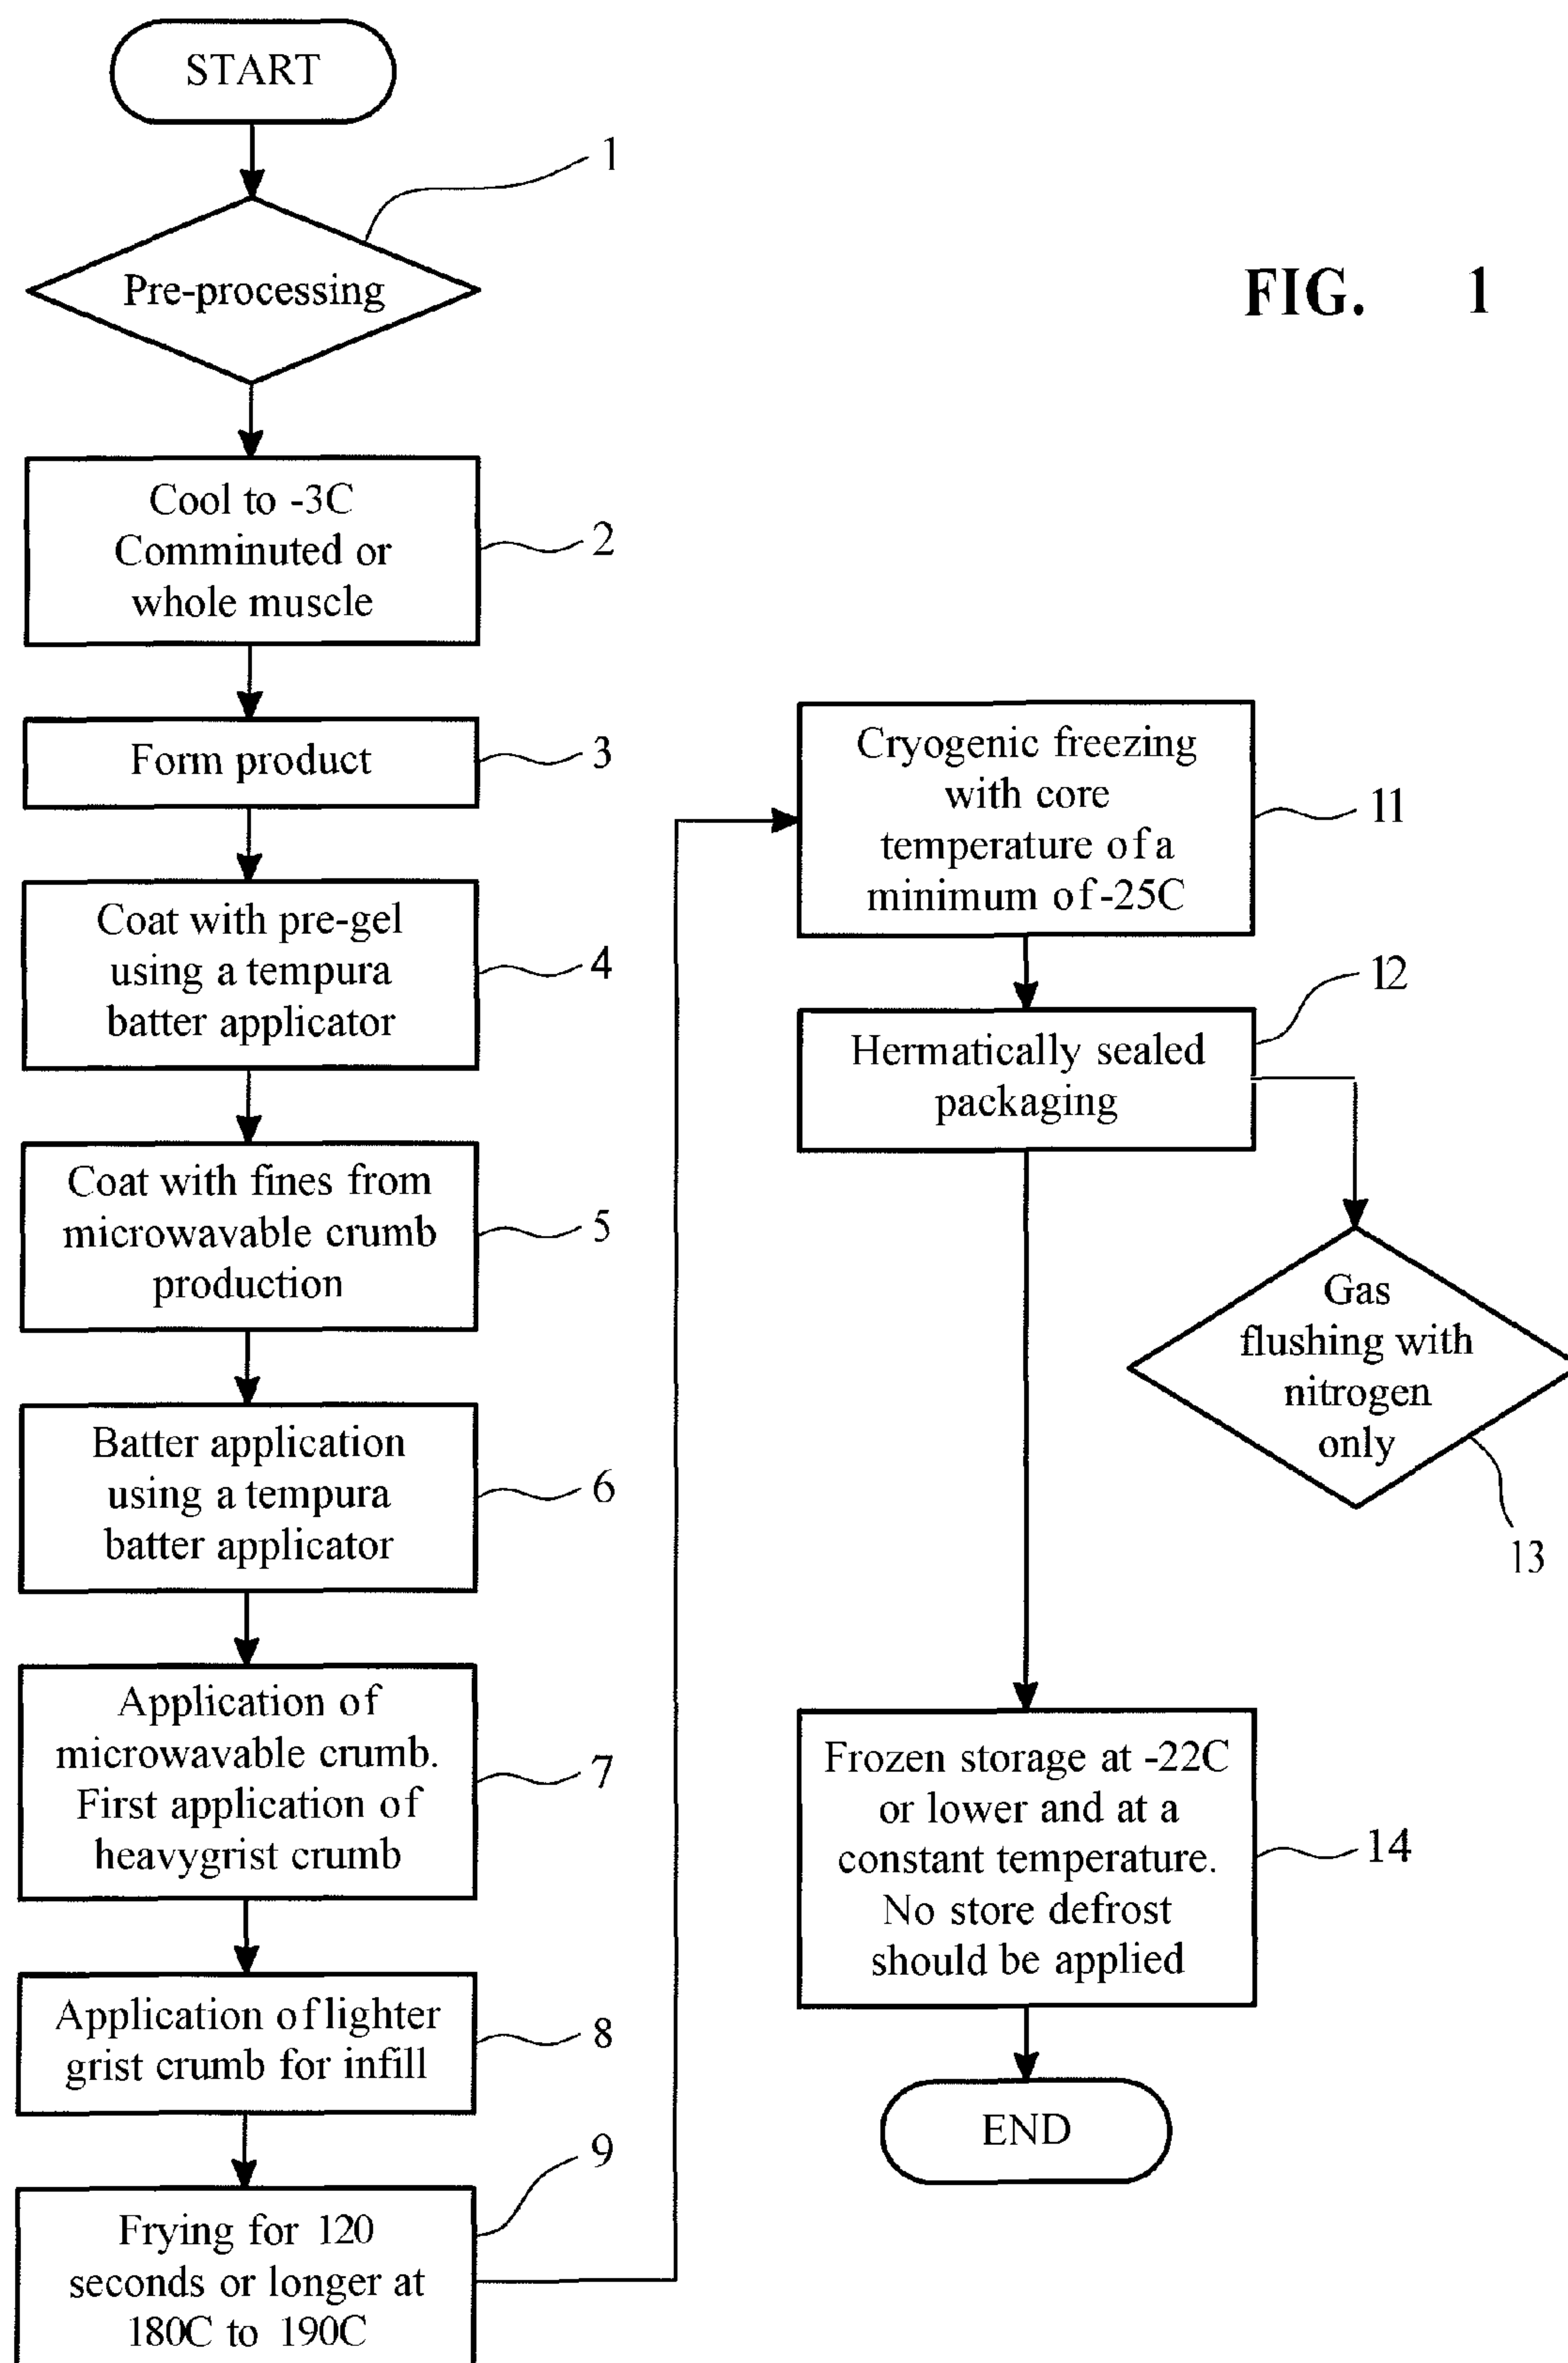 START
1
Pre-processing
FIG. 1
Cool to -3C
Comminuted or
whole muscle
2
Form product
3
Coat with pre-gel
using a tempura
batter applicator
4
Coat with fines from
microwavable crumb
production
5
Batter application
using a tempura
batter applicator
6
Application of
microwavable crumb.
First application of
heavygrist crumb
7
Application of lighter
grist crumb for infill
8
Frying for 120
seconds or longer at
180C to 190C
9
Cryogenic freezing
with core
temperature of a
minimum of -25C
11
Hermatically sealed
packaging
12
Gas
flushing with
nitrogen
only
13
Frozen storage at -22C
or lower and at a
constant temperature.
No store defrost
should be applied
14
END